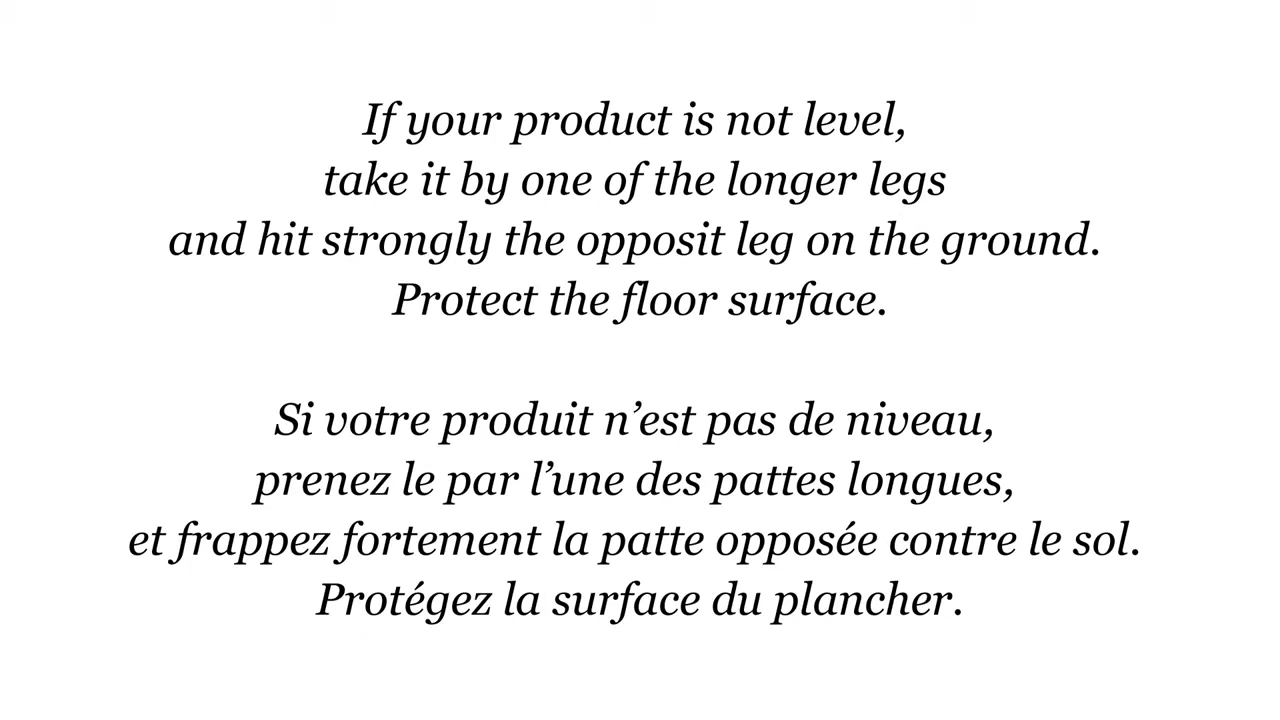 If your product is not level,
take it by one of the longer legs
and hit strongly the opposit leg on the ground.
Protect the floor surface.
Si votre produit n’est pas de niveau,
prenez le par l’une des pattes longues,
et frappez fortement la patte opposée contre le sol.
Protégez la surface du plancher.